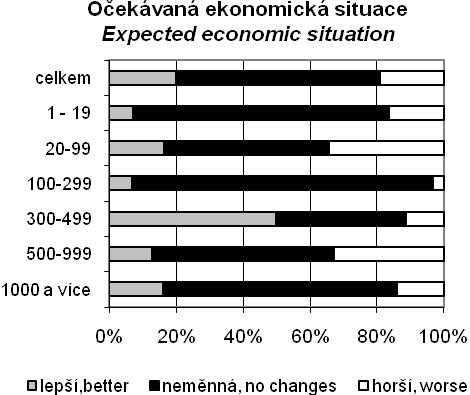 Očekávaná ekonomická situace
Expected economic situation
celkem
1 - 19
20-99
100-299
300-499
500-999
1000 a více
0% 20% 40% 60% 80% 100%
lepší,better neměnná, no changes horší, worse